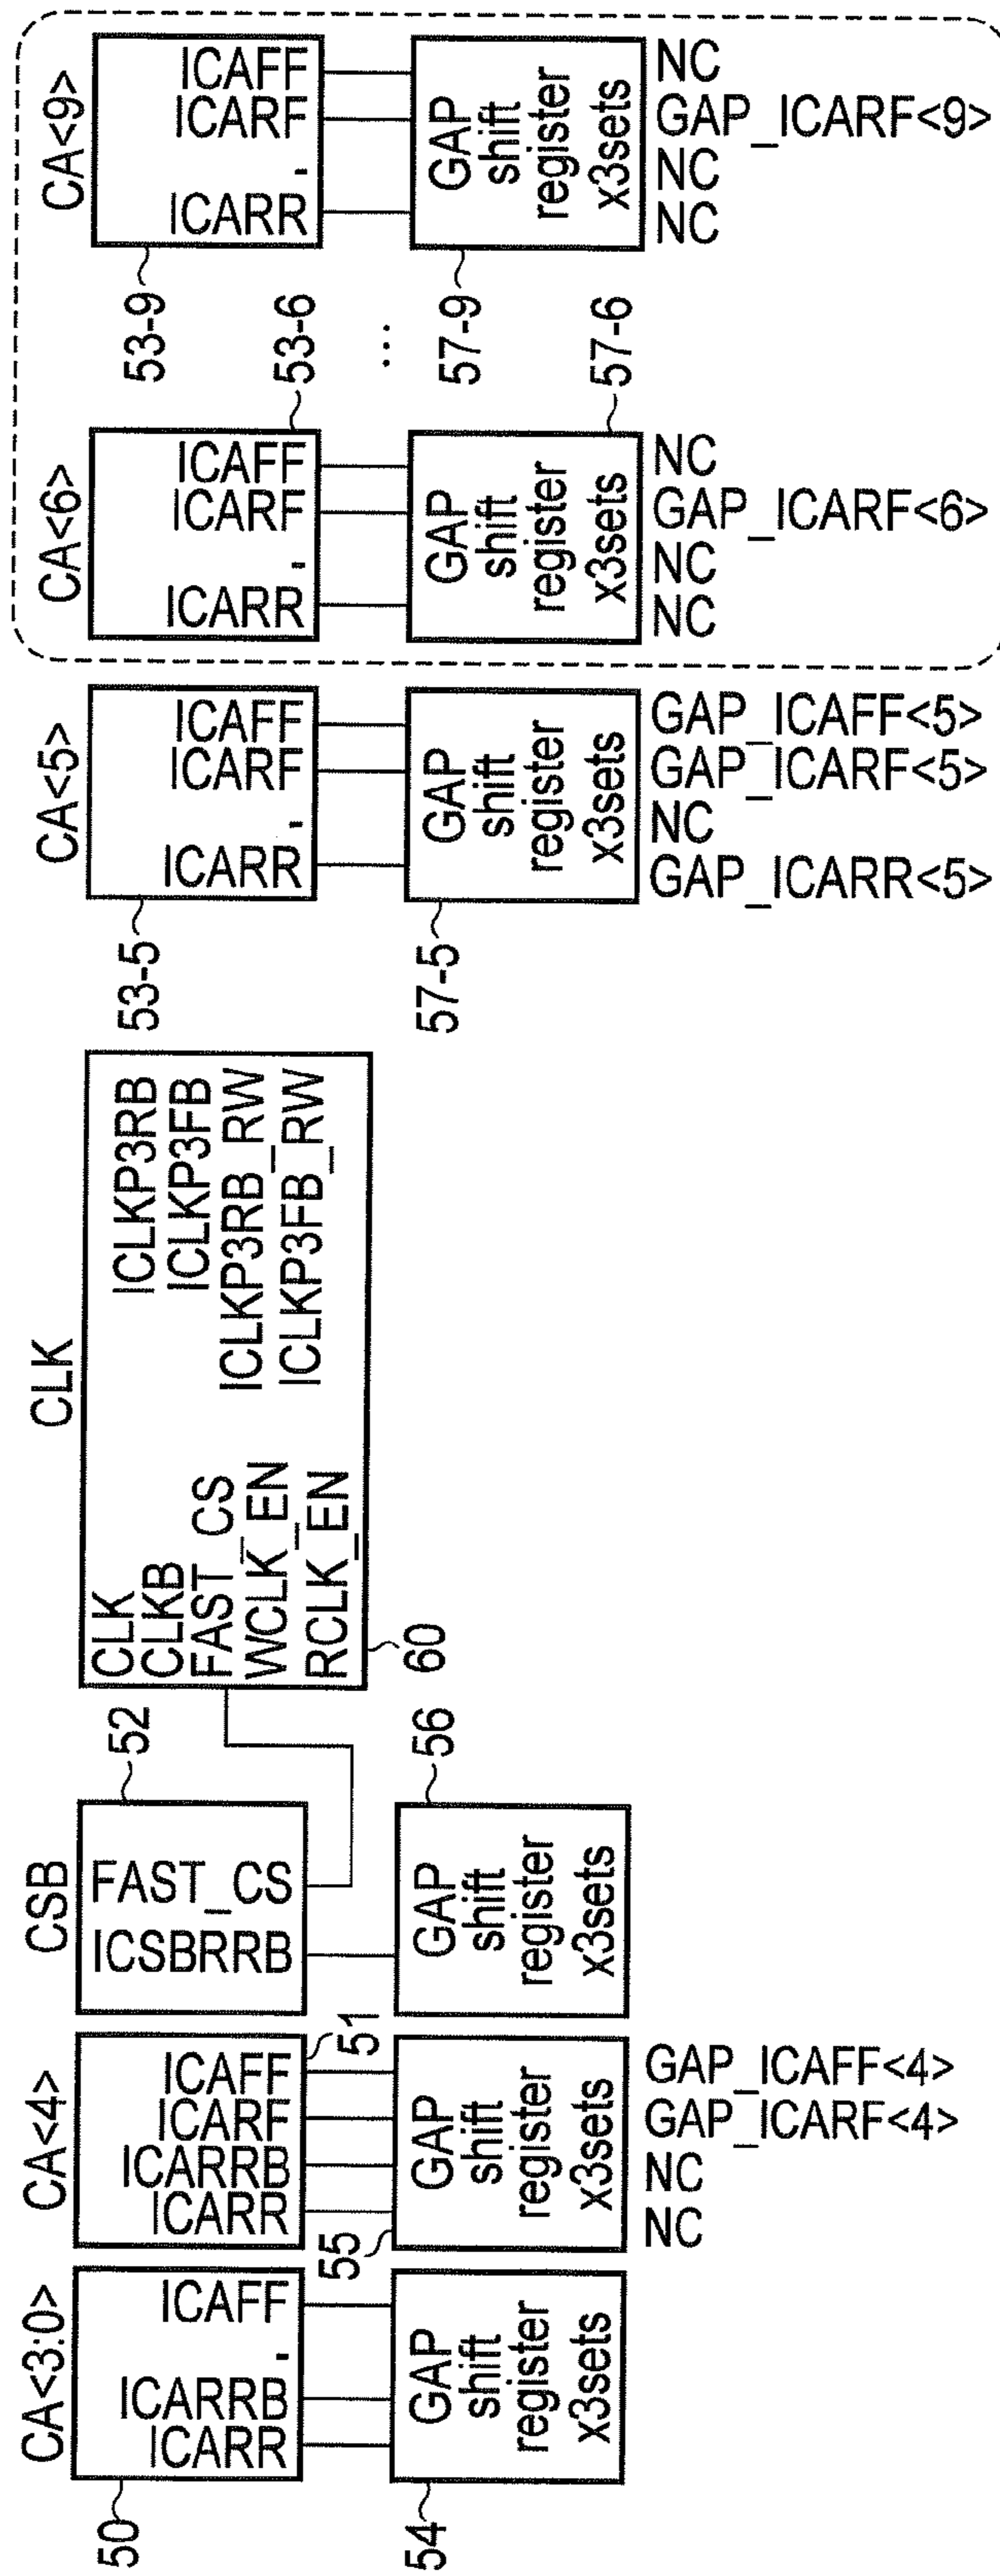 CA<3:0>
50
ICARR
ICARRB
.
ICAFF
54
GAP
shift
register
x3sets
CA<4>
51
ICARR
ICARRB
ICARF
ICAFF
55
GAP
shift
register
x3sets
NC
NC
GAP_ICARF<4>
GAP_ICAFF<4>
CSB
52
ICSBRRB
FAST_CS
56
GAP
shift
register
x3sets
CLK
CLK
CLKB
FAST_CS
WCLK_EN
RCLK_EN
ICLKP3RB
ICLKP3FB
ICLKP3RB_RW
ICLKP3FB_RW
60
CA<5>
53-5
ICARR
.
ICARF
ICAFF
57-5
GAP
shift
register
x3sets
GAP_ICARR<5>
NC
GAP_ICARF<5>
GAP_ICAFF<5>
CA<6>
53-6
ICARR
.
ICARF
ICAFF
57-6
GAP
shift
register
x3sets
NC
NC
GAP_ICARF<6>
NC
...
CA<9>
53-9
ICARR
.
ICARF
ICAFF
57-9
GAP
shift
register
x3sets
NC
NC
GAP_ICARF<9>
NC